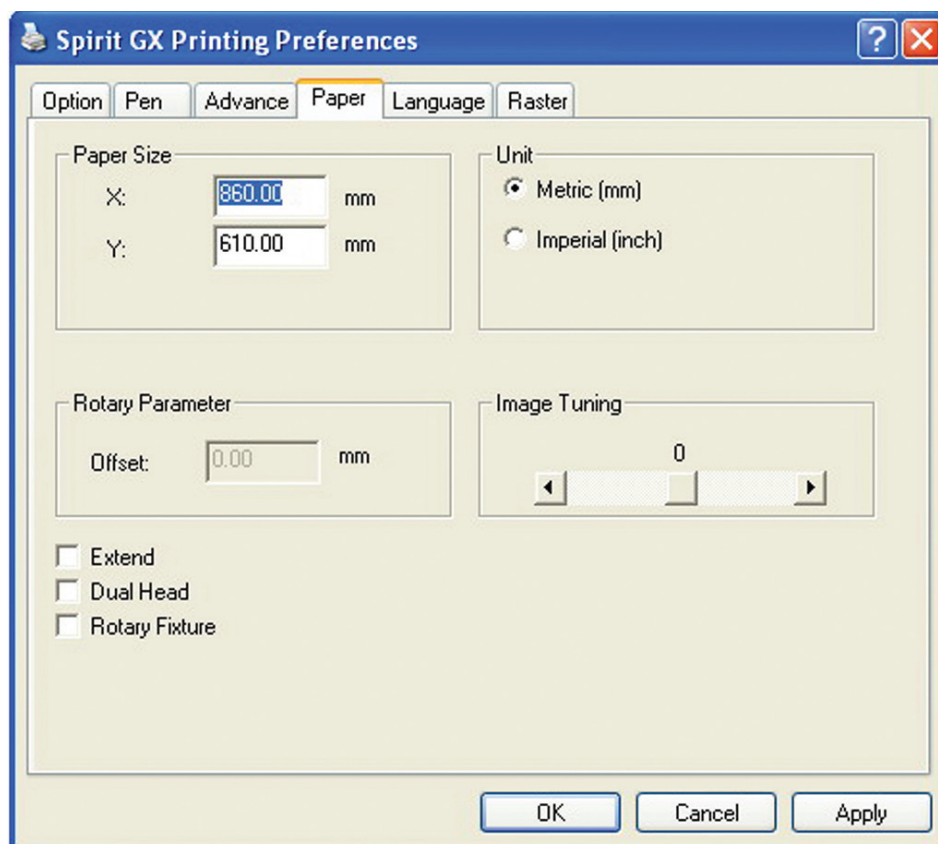 Spirit GX Printing Preferences
Option Pen Advance Paper Language Raster
Paper Size
X: 860.00 mm
Y: 610.00 mm
Unit
Metric (mm)
Imperial (inch)
Rotary Parameter
Offset: 0.00 mm
Image Tuning
0
Extend
Dual Head
Rotary Fixture
OK Cancel Apply